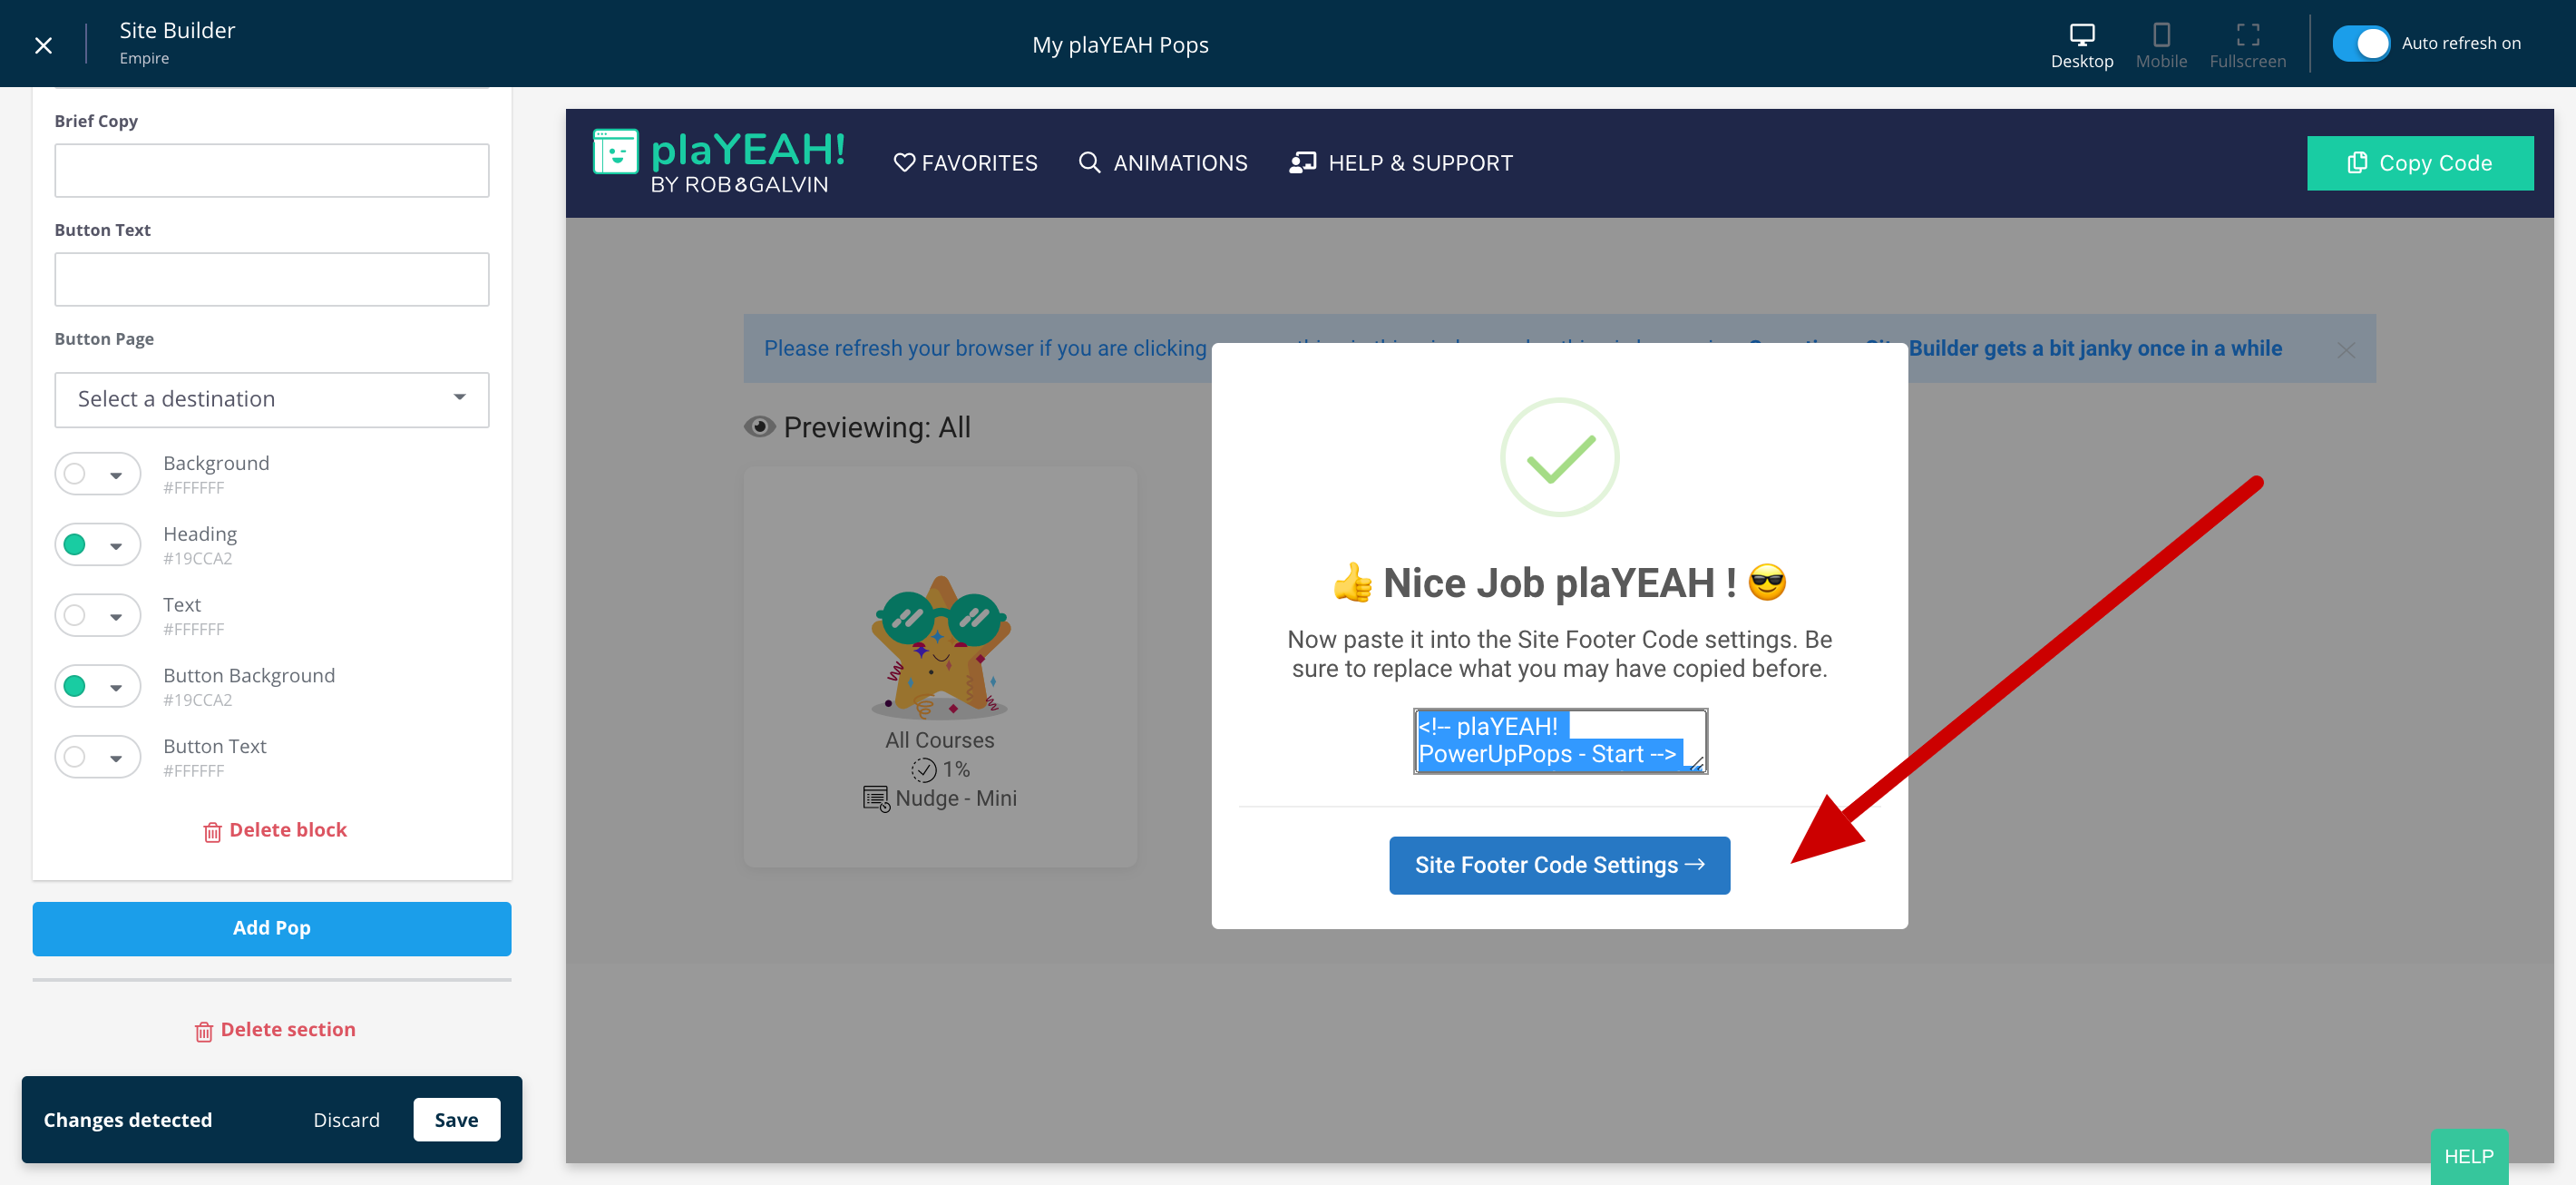 Site Builder
Empire
My plaYEAH Pops
Desktop
Mobile
Fullscreen
Auto refresh on
Brief Copy
Button Text
Button Page
Select a destination
Background
#FFFFFF
Heading
#19CCA2
Text
#FFFFFF
Button Background
#19CCA2
Button Text
#FFFFFF
Delete block
Add Pop
Delete section
Changes detected
Discard
Save
plaYEAH!
BY ROB&GALVIN
FAVORITES
ANIMATIONS
HELP & SUPPORT
Copy Code
Please refresh your browser if you are clicking
Builder gets a bit janky once in a while
Previewing: All
All Courses
1%
Nudge - Mini
👍 Nice Job plaYEAH ! 😎
Now paste it into the Site Footer Code settings. Be
sure to replace what you may have copied before.
<!-- plaYEAH!
PowerUpPops - Start -->
Site Footer Code Settings →
HELP